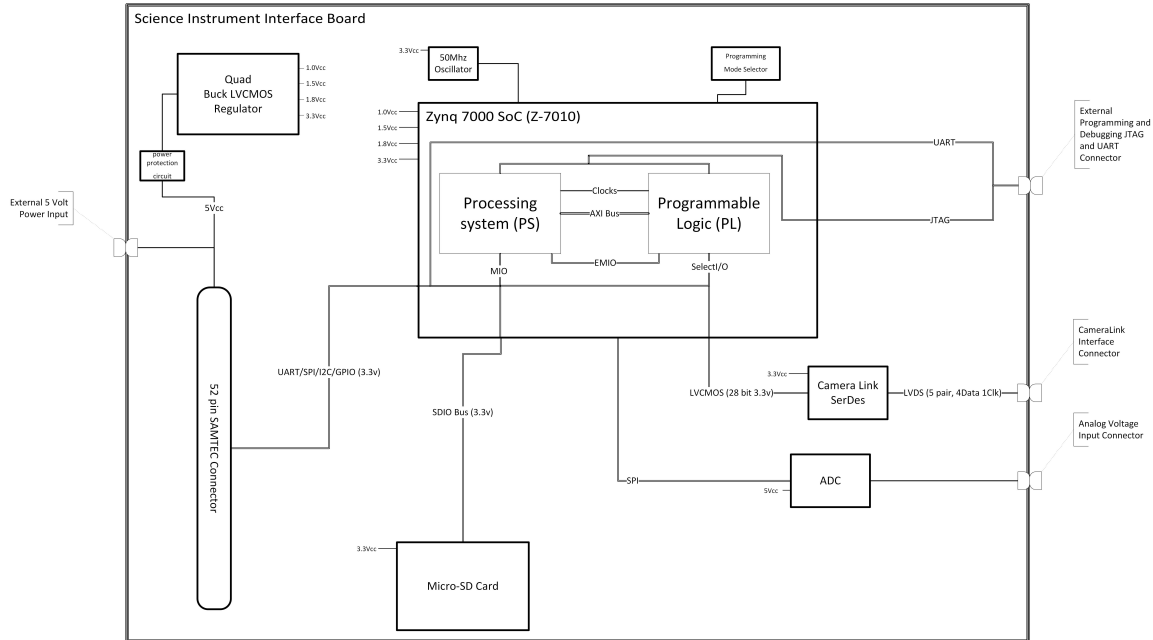 Science Instrument Interface Board
Quad
Buck LVCMOS
Regulator
1.0Vcc
1.5Vcc
1.8Vcc
3.3Vcc
power
protection
circuit
5Vcc
External 5 Volt
Power Input
52 pin SAMTEC Connector
3.3Vcc
50Mhz
Oscillator
Programming
Mode Selector
1.0Vcc
1.5Vcc
1.8Vcc
3.3Vcc
Zynq 7000 SoC (Z-7010)
UART
Processing
system (PS)
Clocks
AXI Bus
EMIO
Programmable
Logic (PL)
JTAG
MIO
SelectI/O
External
Programming and
Debugging JTAG
and UART
Connector
UART/SPI/I2C/GPIO (3.3v)
SDIO Bus (3.3v)
LVCMOS (28 bit 3.3v)
3.3Vcc
Camera Link
SerDes
LVDS (5 pair, 4Data 1Clk)
CameraLink
Interface
Connector
Analog Voltage
Input Connector
SPI
5Vcc
ADC
3.3Vcc
Micro-SD Card